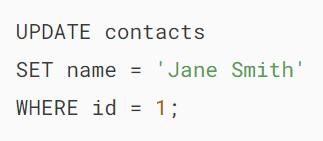 UPDATE contacts
SET name = 'Jane Smith'
WHERE id = 1;